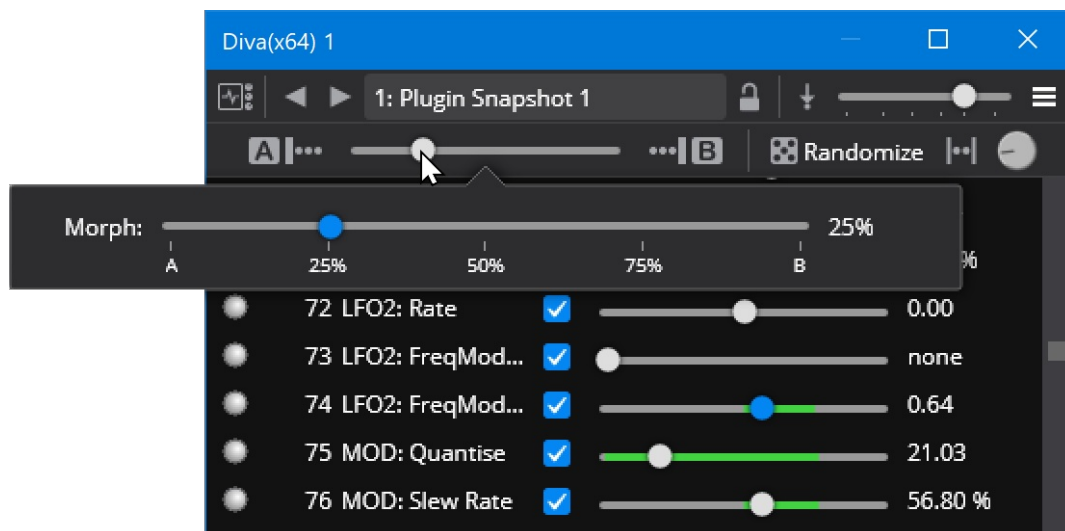 Diva(x64) 1
1: Plugin Snapshot 1
A B Randomize
Morph: 25%
A 25% 50% 75% B
%
72 LFO2: Rate 0.00
73 LFO2: FreqMod... none
74 LFO2: FreqMod... 0.64
75 MOD: Quantise 21.03
76 MOD: Slew Rate 56.80 %